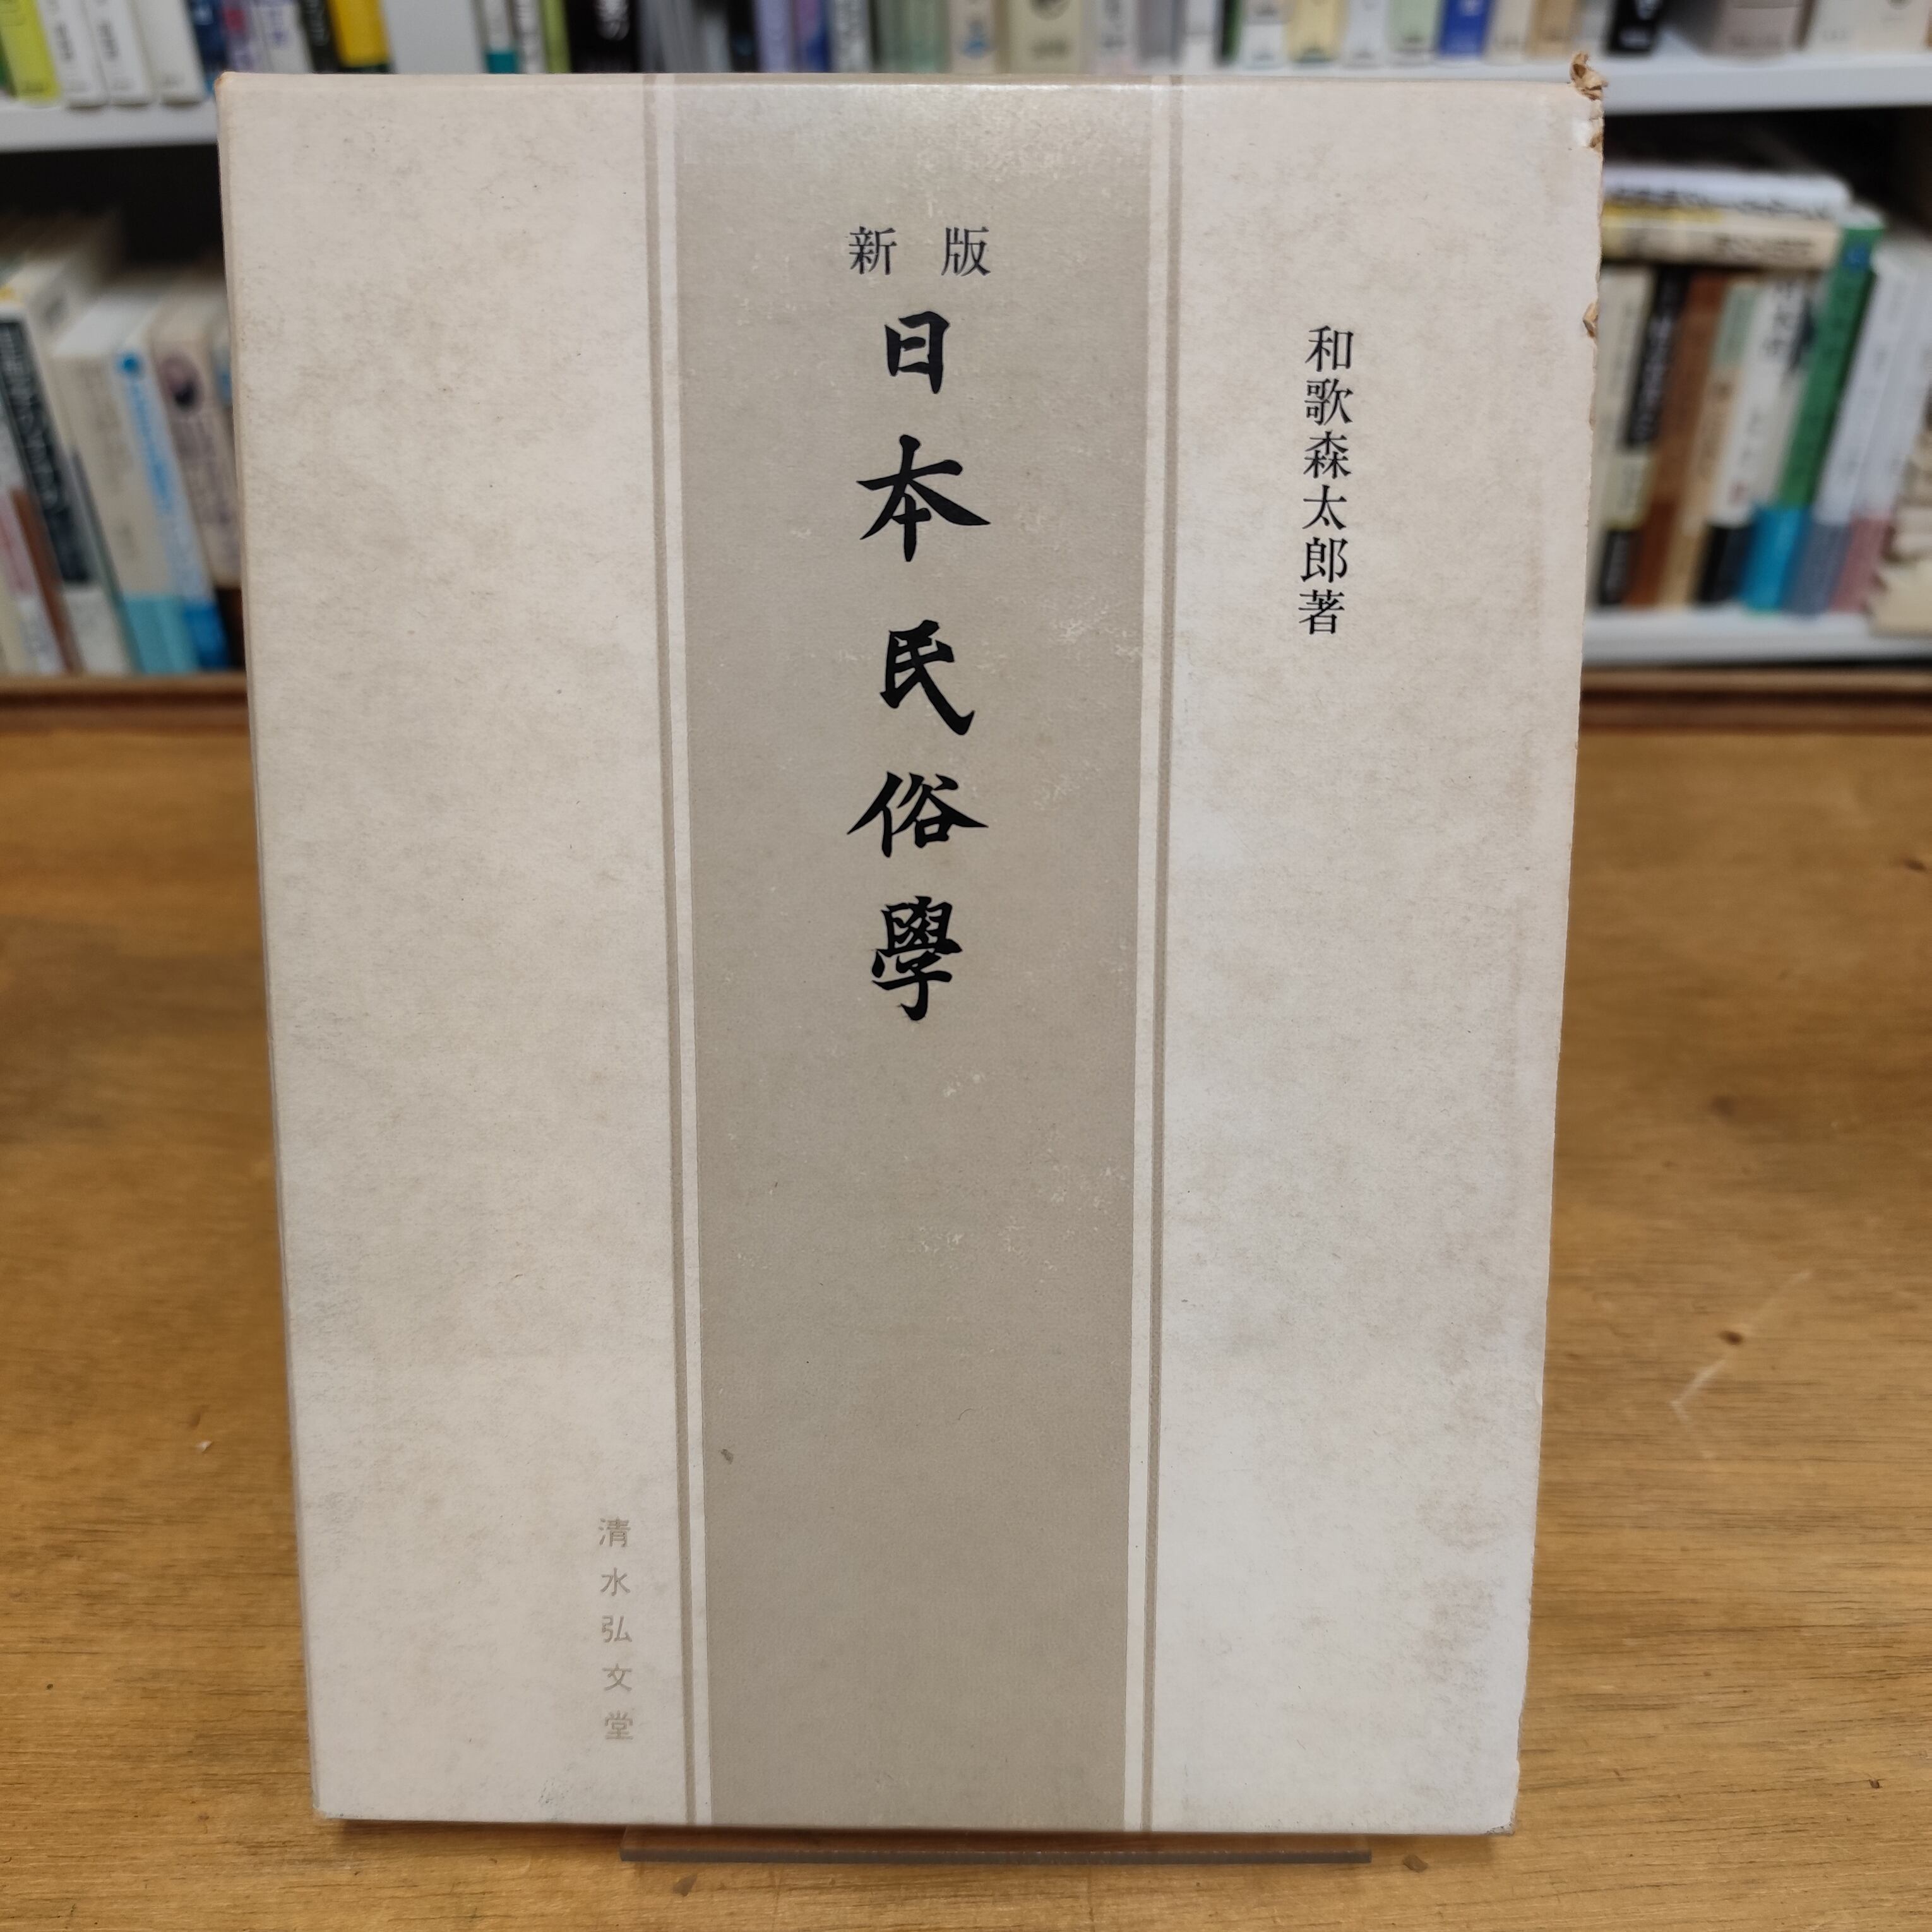 和歌森太郎著
新版
日本民俗學
清水弘文堂